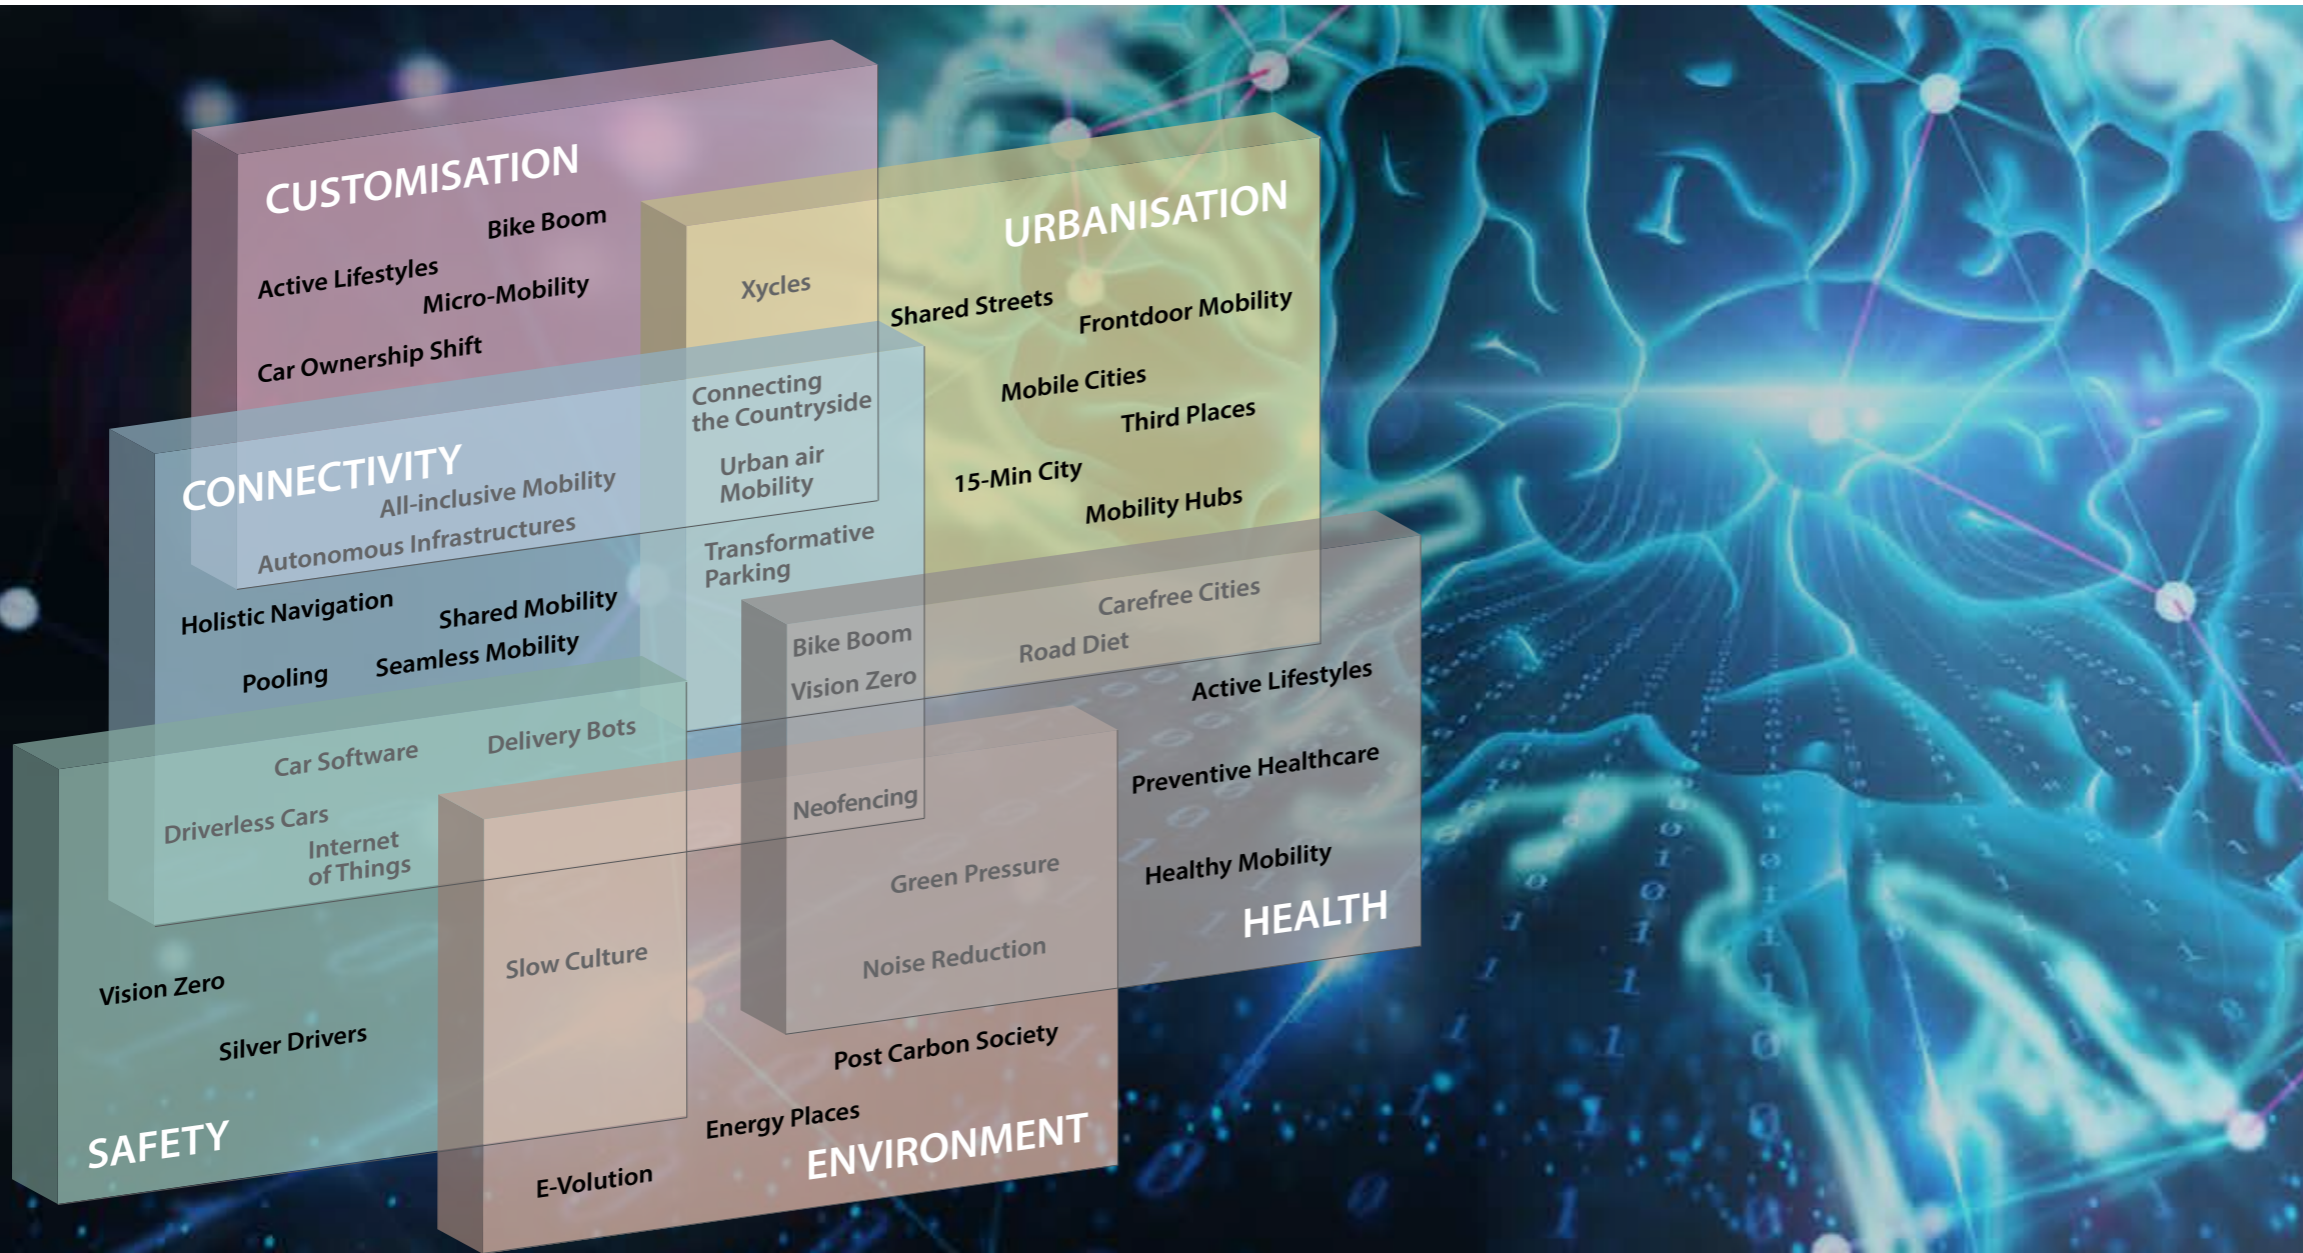 CUSTOMISATION
Bike Boom
Active Lifestyles
Micro-Mobility
Car Ownership Shift
URBANISATION
Xycles
Shared Streets
Frontdoor Mobility
Mobile Cities
Third Places
15-Min City
Mobility Hubs
Connecting
the Countryside
Urban air
Mobility
Transformative
Parking
CONNECTIVITY
All-inclusive Mobility
Autonomous Infrastructures
Holistic Navigation
Shared Mobility
Pooling
Seamless Mobility
Carefree Cities
Road Diet
Bike Boom
Vision Zero
Neofencing
Active Lifestyles
Preventive Healthcare
Healthy Mobility
HEALTH
Green Pressure
Noise Reduction
Car Software
Delivery Bots
Driverless Cars
Internet
of Things
Vision Zero
Silver Drivers
SAFETY
Slow Culture
Post Carbon Society
Energy Places
ENVIRONMENT
E-Volution